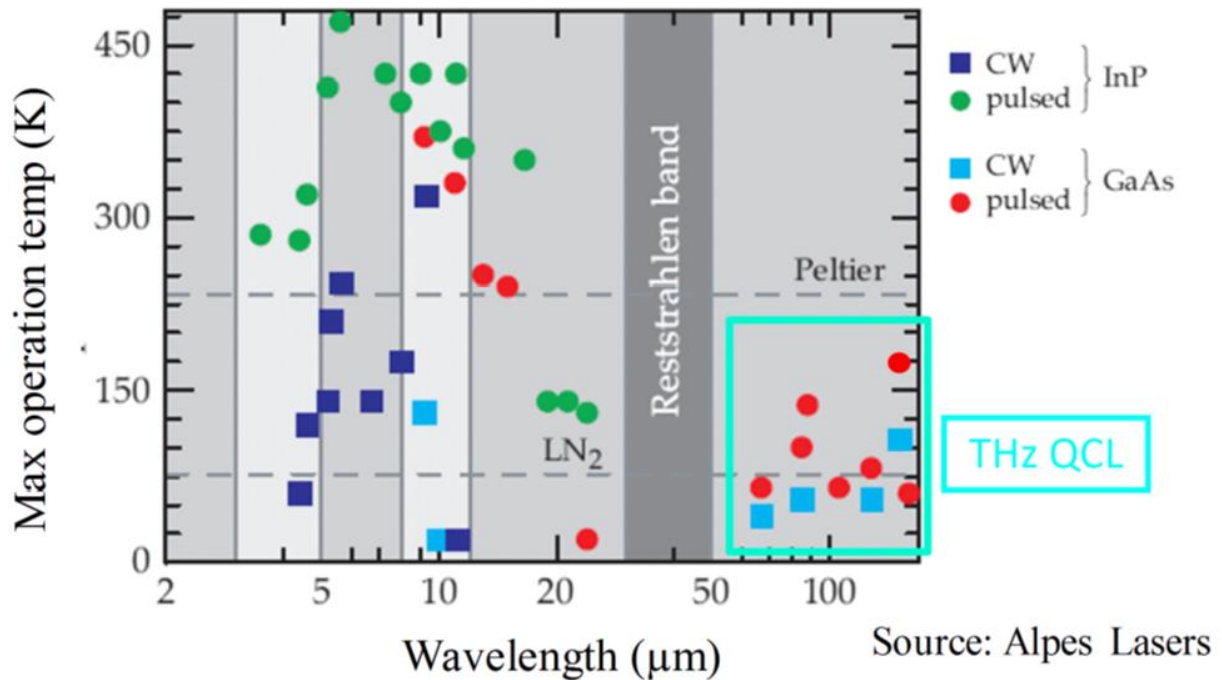 Max operation temp (K)
450
300
150
0
2
5
10
20
50
100
Wavelength (µm)
Reststrahlen band
Peltier
LN₂
CW
pulsed
InP
CW
pulsed
GaAs
THz QCL
Source: Alpes Lasers